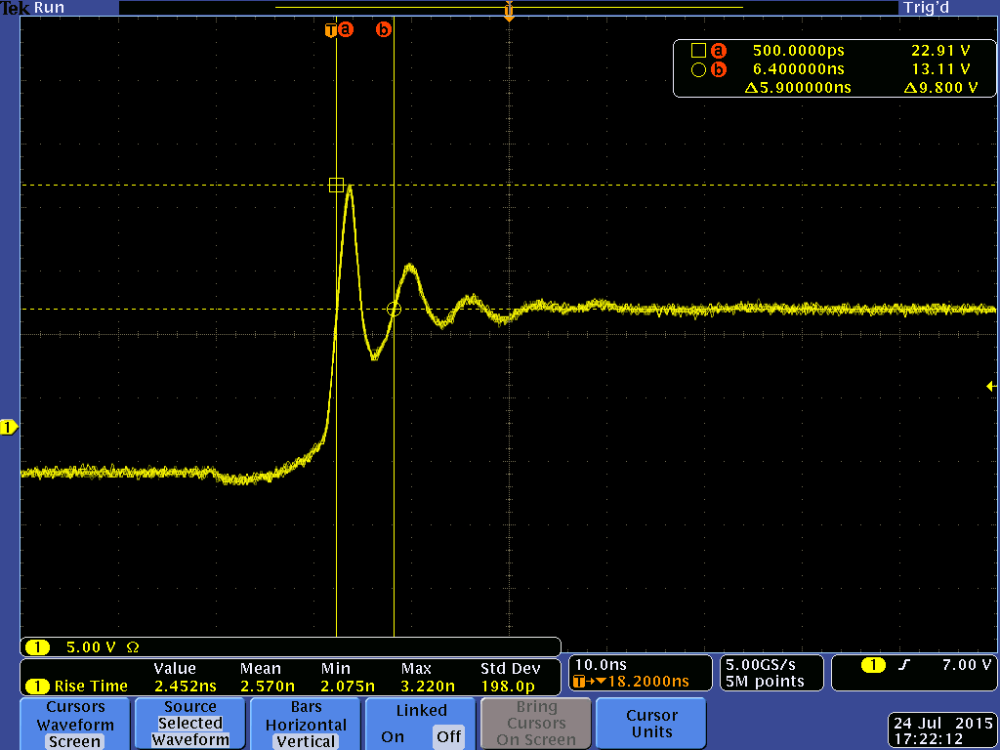 Tek Run Trig'd
T
T a b
a 500.0000ps 22.91 V
b 6.400000ns 13.11 V
Δ5.900000ns Δ9.800 V
1
1 5.00 V Ω
Value Mean Min Max Std Dev
1 Rise Time 2.452ns 2.570n 2.075n 3.220n 198.0p
10.0ns
T→▼18.2000ns
5.00GS/s
5M points
1 7.00 V
Cursors
Waveform
Screen
Source
Selected
Waveform
Bars
Horizontal
Vertical
Linked
On Off
Bring
Cursors
On Screen
Cursor
Units
24 Jul 2015
17:22:12